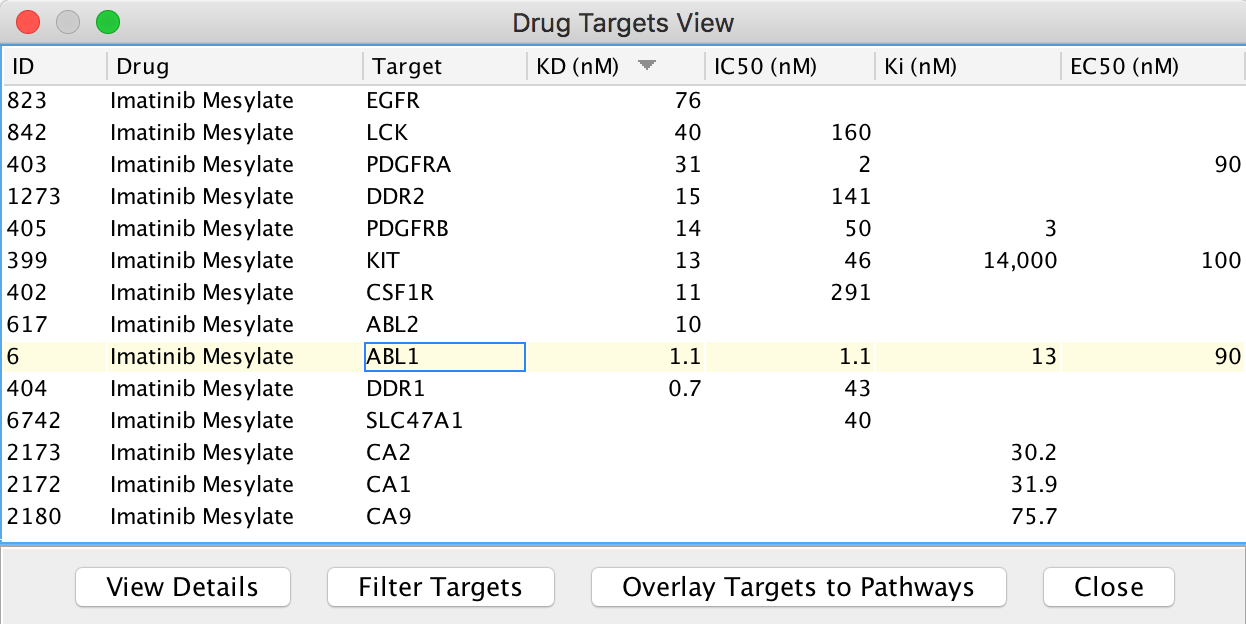 Drug Targets View
ID Drug Target KD (nM) IC50 (nM) Ki (nM) EC50 (nM)
823 Imatinib Mesylate EGFR 76
842 Imatinib Mesylate LCK 40 160
403 Imatinib Mesylate PDGFRA 31 2 90
1273 Imatinib Mesylate DDR2 15 141
405 Imatinib Mesylate PDGFRB 14 50 3
399 Imatinib Mesylate KIT 13 46 14,000 100
402 Imatinib Mesylate CSF1R 11 291
617 Imatinib Mesylate ABL2 10
6 Imatinib Mesylate ABL1 1.1 1.1 13 90
404 Imatinib Mesylate DDR1 0.7 43
6742 Imatinib Mesylate SLC47A1 40
2173 Imatinib Mesylate CA2 30.2
2172 Imatinib Mesylate CA1 31.9
2180 Imatinib Mesylate CA9 75.7
View Details Filter Targets Overlay Targets to Pathways Close